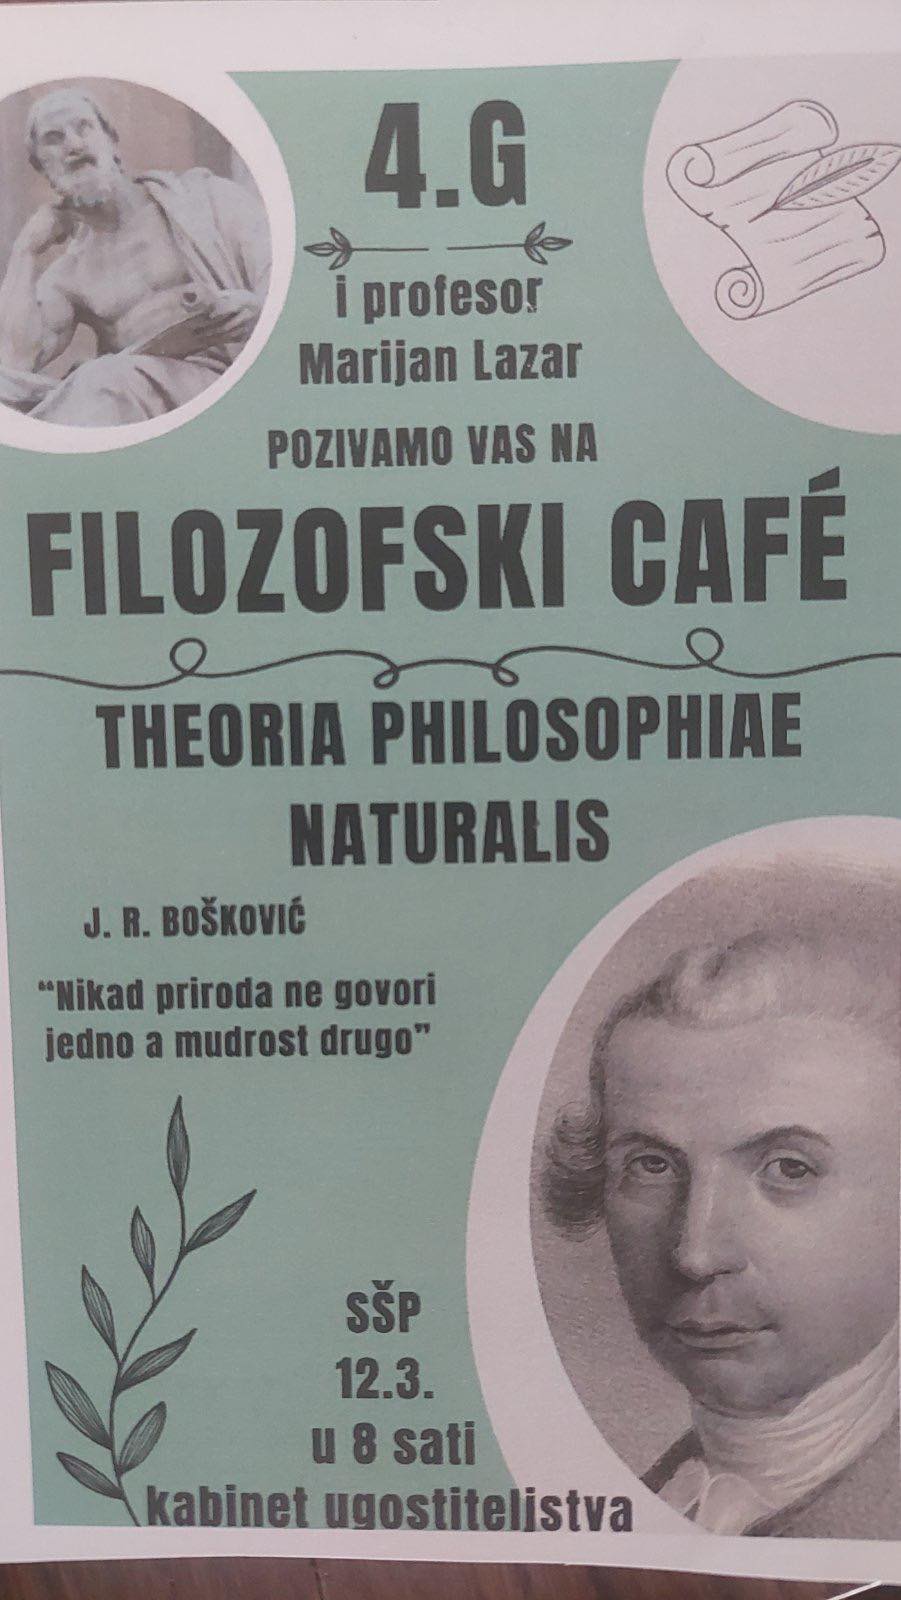 4.G
i profesor
Marijan Lazar
POZIVAMO VAS NA
FILOZOFSKI CAFÉ
THEORIA PHILOSOPHIAE
NATURALIS
J. R. BOŠKOVIĆ
“Nikad priroda ne govori
jedno a mudrost drugo”
SŠP
12.3.
u 8 sati
kabinet ugostiteljstva